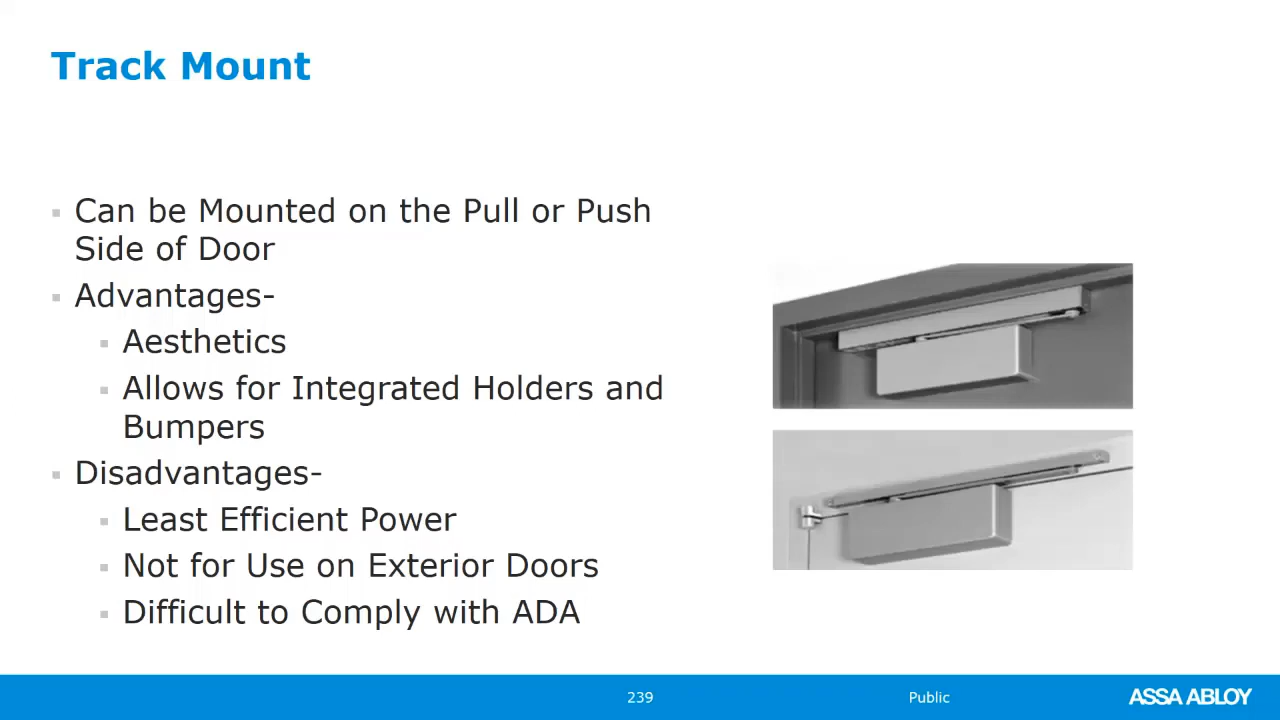 Track Mount
Can be Mounted on the Pull or Push
Side of Door
Advantages-
Aesthetics
Allows for Integrated Holders and
Bumpers
Disadvantages-
Least Efficient Power
Not for Use on Exterior Doors
Difficult to Comply with ADA
239
Public
ASSA ABLOY